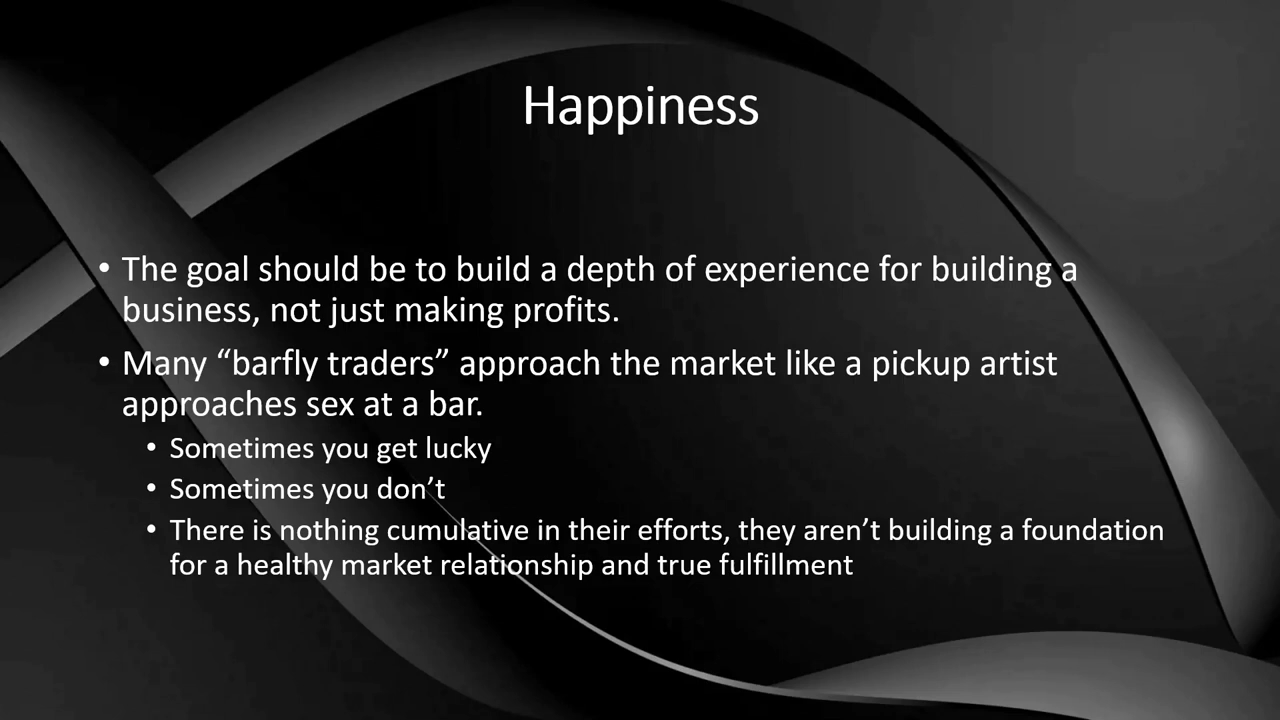 Happiness
• The goal should be to build a depth of experience for building a
business, not just making profits.
• Many “barfly traders” approach the market like a pickup artist
approaches sex at a bar.
• Sometimes you get lucky
• Sometimes you don’t
• There is nothing cumulative in their efforts, they aren’t building a foundation
for a healthy market relationship and true fulfillment